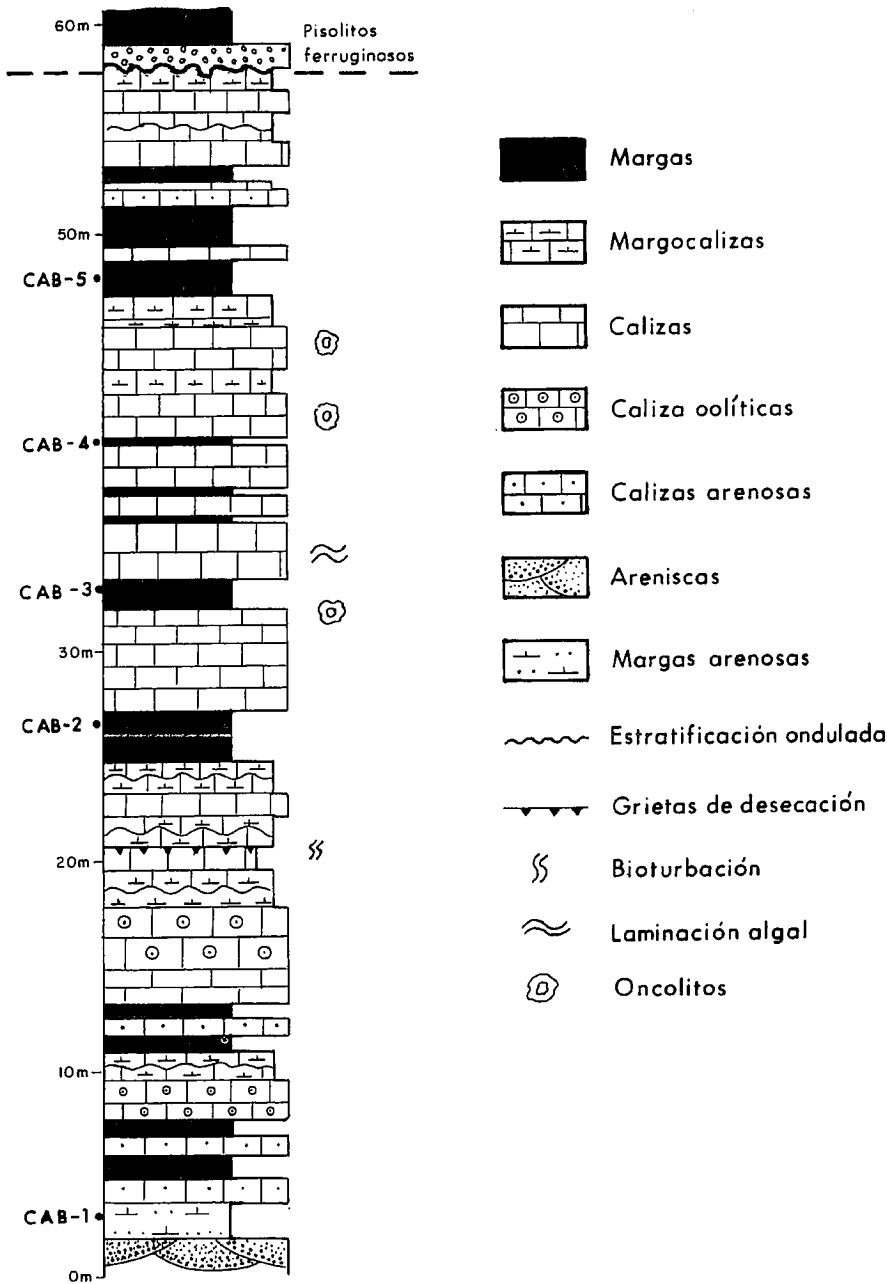 60m
Pisolitos
ferruginosos
50m
CAB-5
CAB-4
CAB-3
30m
CAB-2
20m
10m
CAB-1
0m
Margas
Margocalizas
Calizas
Caliza oolíticas
Calizas arenosas
Areniscas
Margas arenosas
Estratificación ondulada
Grietas de desecación
Bioturbación
Laminación algal
Oncolitos